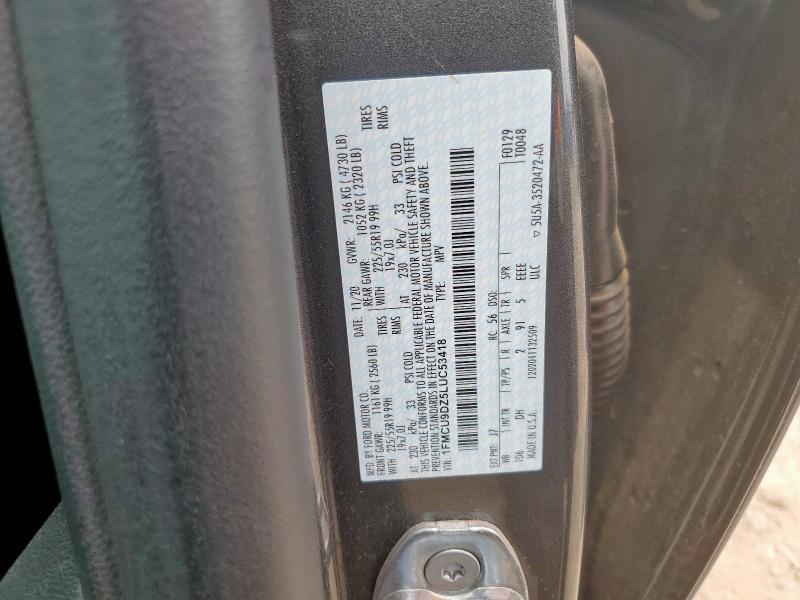 MFD. BY FORD MOTOR CO.
DATE: 11/20 GVWR: 2146 KG ( 4730 LB)
FRONT GAWR: 1161 KG ( 2560 LB) REAR GAWR: 1052 KG ( 2320 LB)
225/55R19 99H TIRES WITH 225/55R19 99H TIRES
19x7.0J RIMS 19x7.0J RIMS
AT 230 kPa/ 33 PSI COLD AT 230 kPa/ 33 PSI COLD
THIS VEHICLE CONFORMS TO ALL APPLICABLE FEDERAL MOTOR VEHICLE SAFETY AND THEFT
PREVENTION STANDARDS IN EFFECT ON THE DATE OF MANUFACTURE SHOWN ABOVE.
VIN: 1FMCU9DZ5LUC53418 TYPE: MPV
EXT PNT: J7 RC: 56 DSO: F0129
WB INT TR TP/PS R AXLE TR SPR T0048
106 DH 2 91 5 EEEE
MADE IN U.S.A. 12020111132509 ULC ▽ 5U5A-3520472-AA